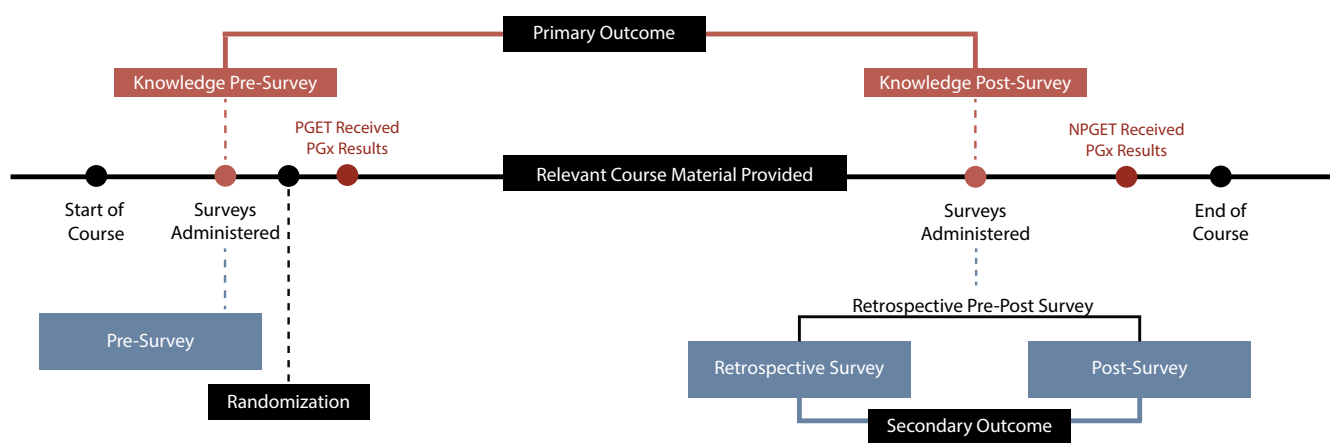 Primary Outcome
Knowledge Pre-Survey
Knowledge Post-Survey
PGET Received
PGx Results
NPGET Received
PGx Results
Relevant Course Material Provided
Start of
Course
Surveys
Administered
Surveys
Administered
End of
Course
Retrospective Pre-Post Survey
Pre-Survey
Retrospective Survey
Post-Survey
Randomization
Secondary Outcome